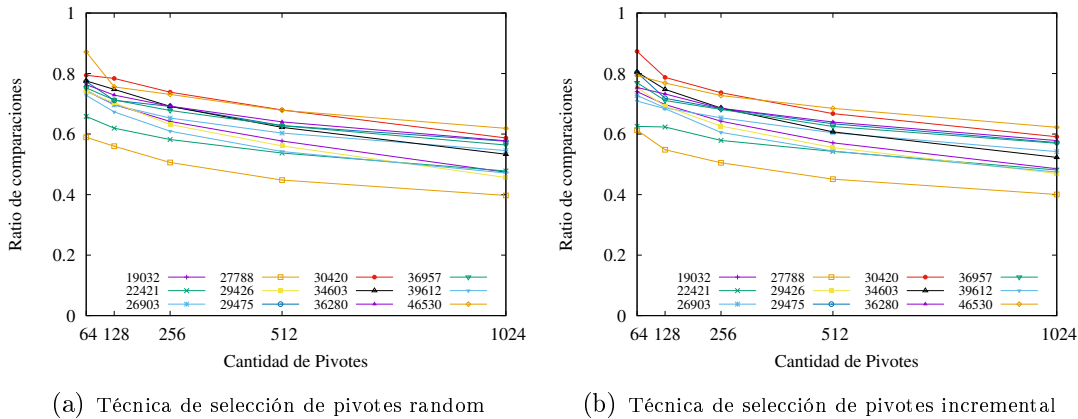 1
0.8
0.6
0.4
0.2
0
Ratio de comparaciones
19032 27788 30420 36957
22421 29426 34603 39612
26903 29475 36280 46530
64 128 256 512 1024
Cantidad de Pivotes
(a) Técnica de selección de pivotes random
1
0.8
0.6
0.4
0.2
0
Ratio de comparaciones
19032 27788 30420 36957
22421 29426 34603 39612
26903 29475 36280 46530
64 128 256 512 1024
Cantidad de Pivotes
(b) Técnica de selección de pivotes incremental